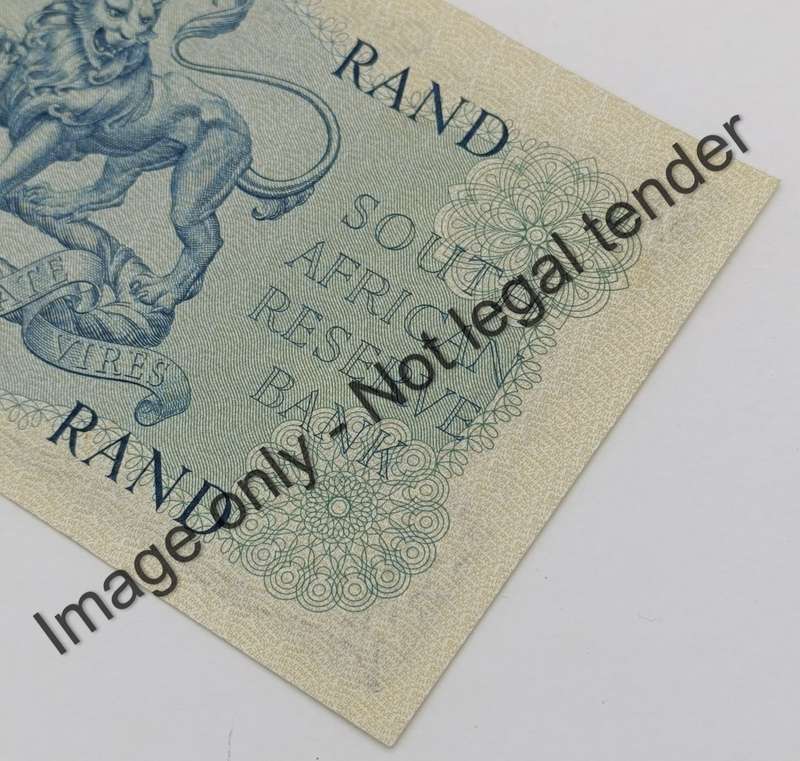 RAND
SOUTH
AFRICAN
RESERVE
BANK
VIRES
RAND
Image only - Not legal tender